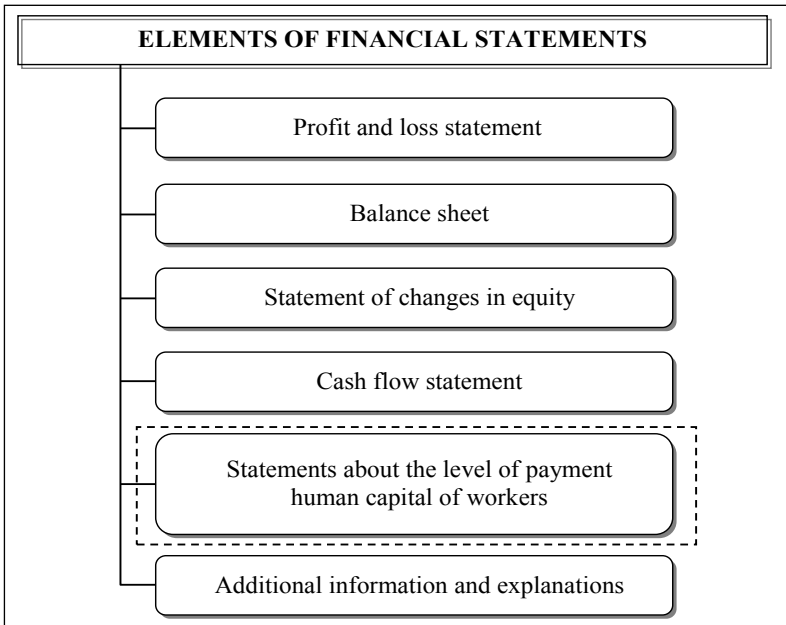 ELEMENTS OF FINANCIAL STATEMENTS
Profit and loss statement
Balance sheet
Statement of changes in equity
Cash flow statement
Statements about the level of payment
human capital of workers
Additional information and explanations